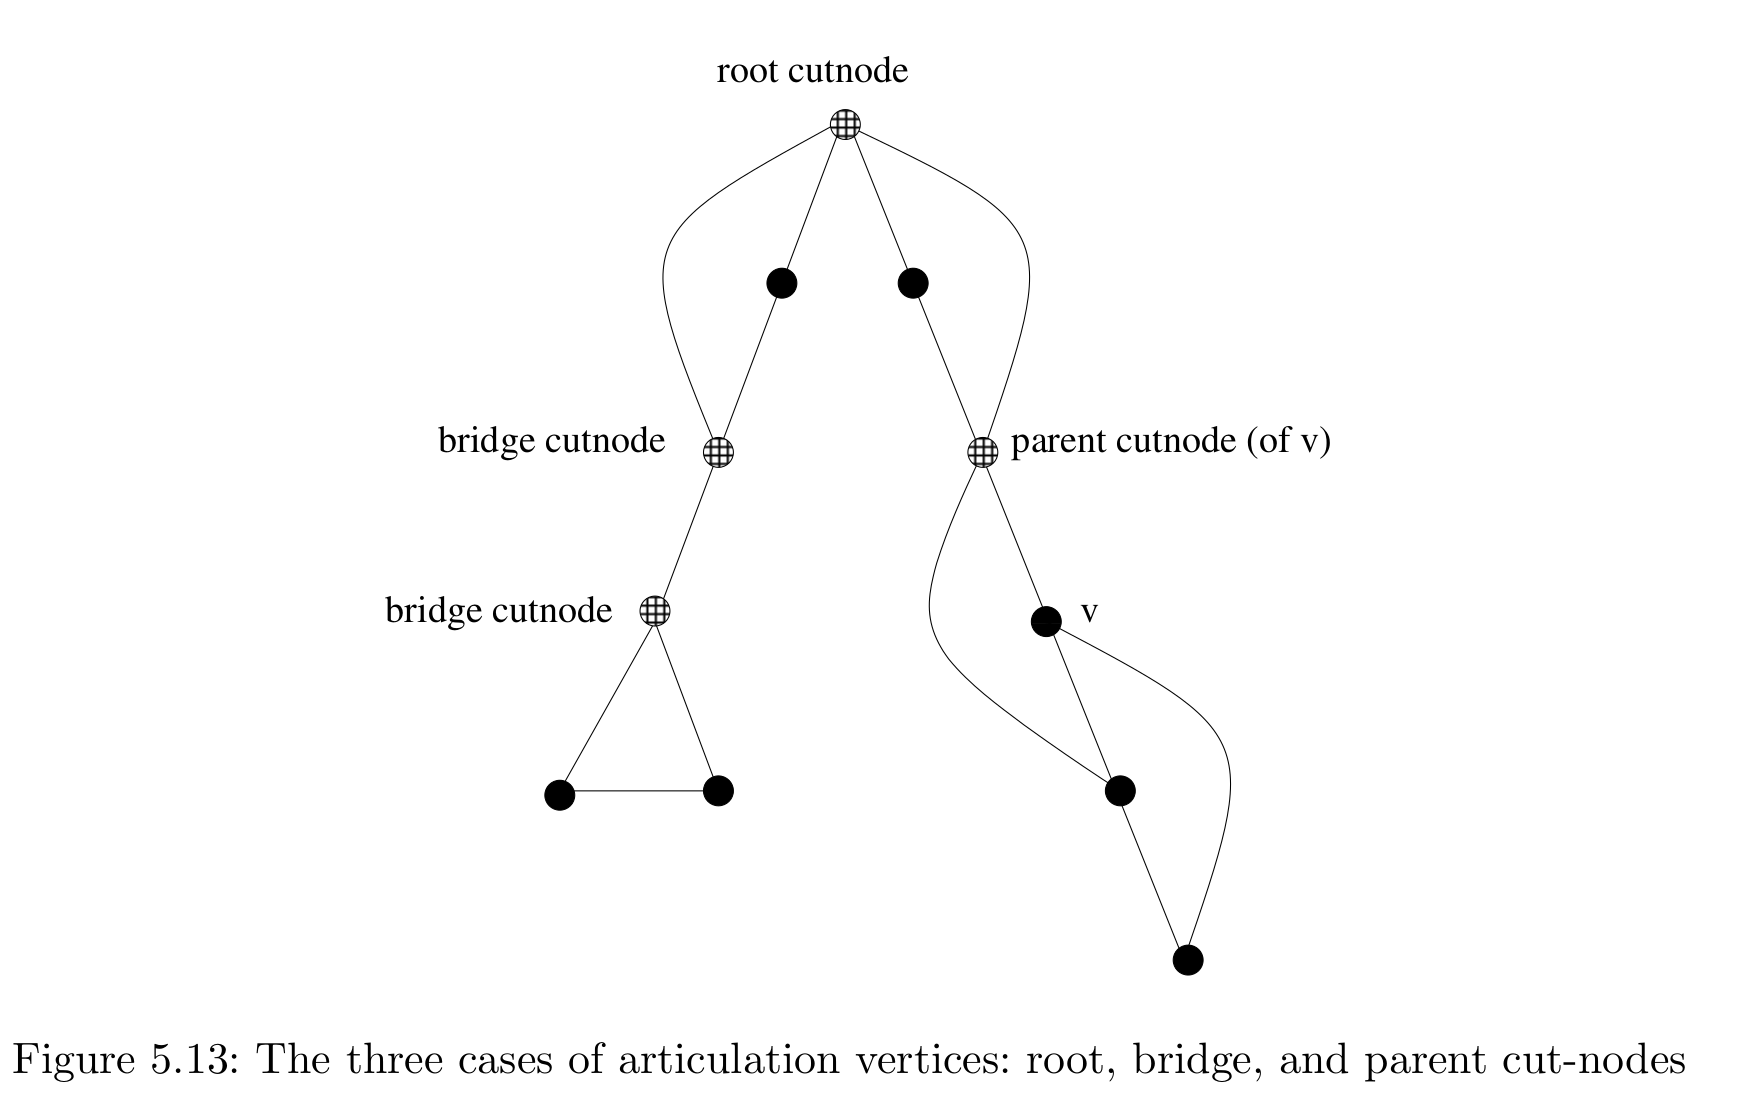 root cutnode
bridge cutnode
parent cutnode (of v)
bridge cutnode
v
Figure 5.13: The three cases of articulation vertices: root, bridge, and parent cut-nodes